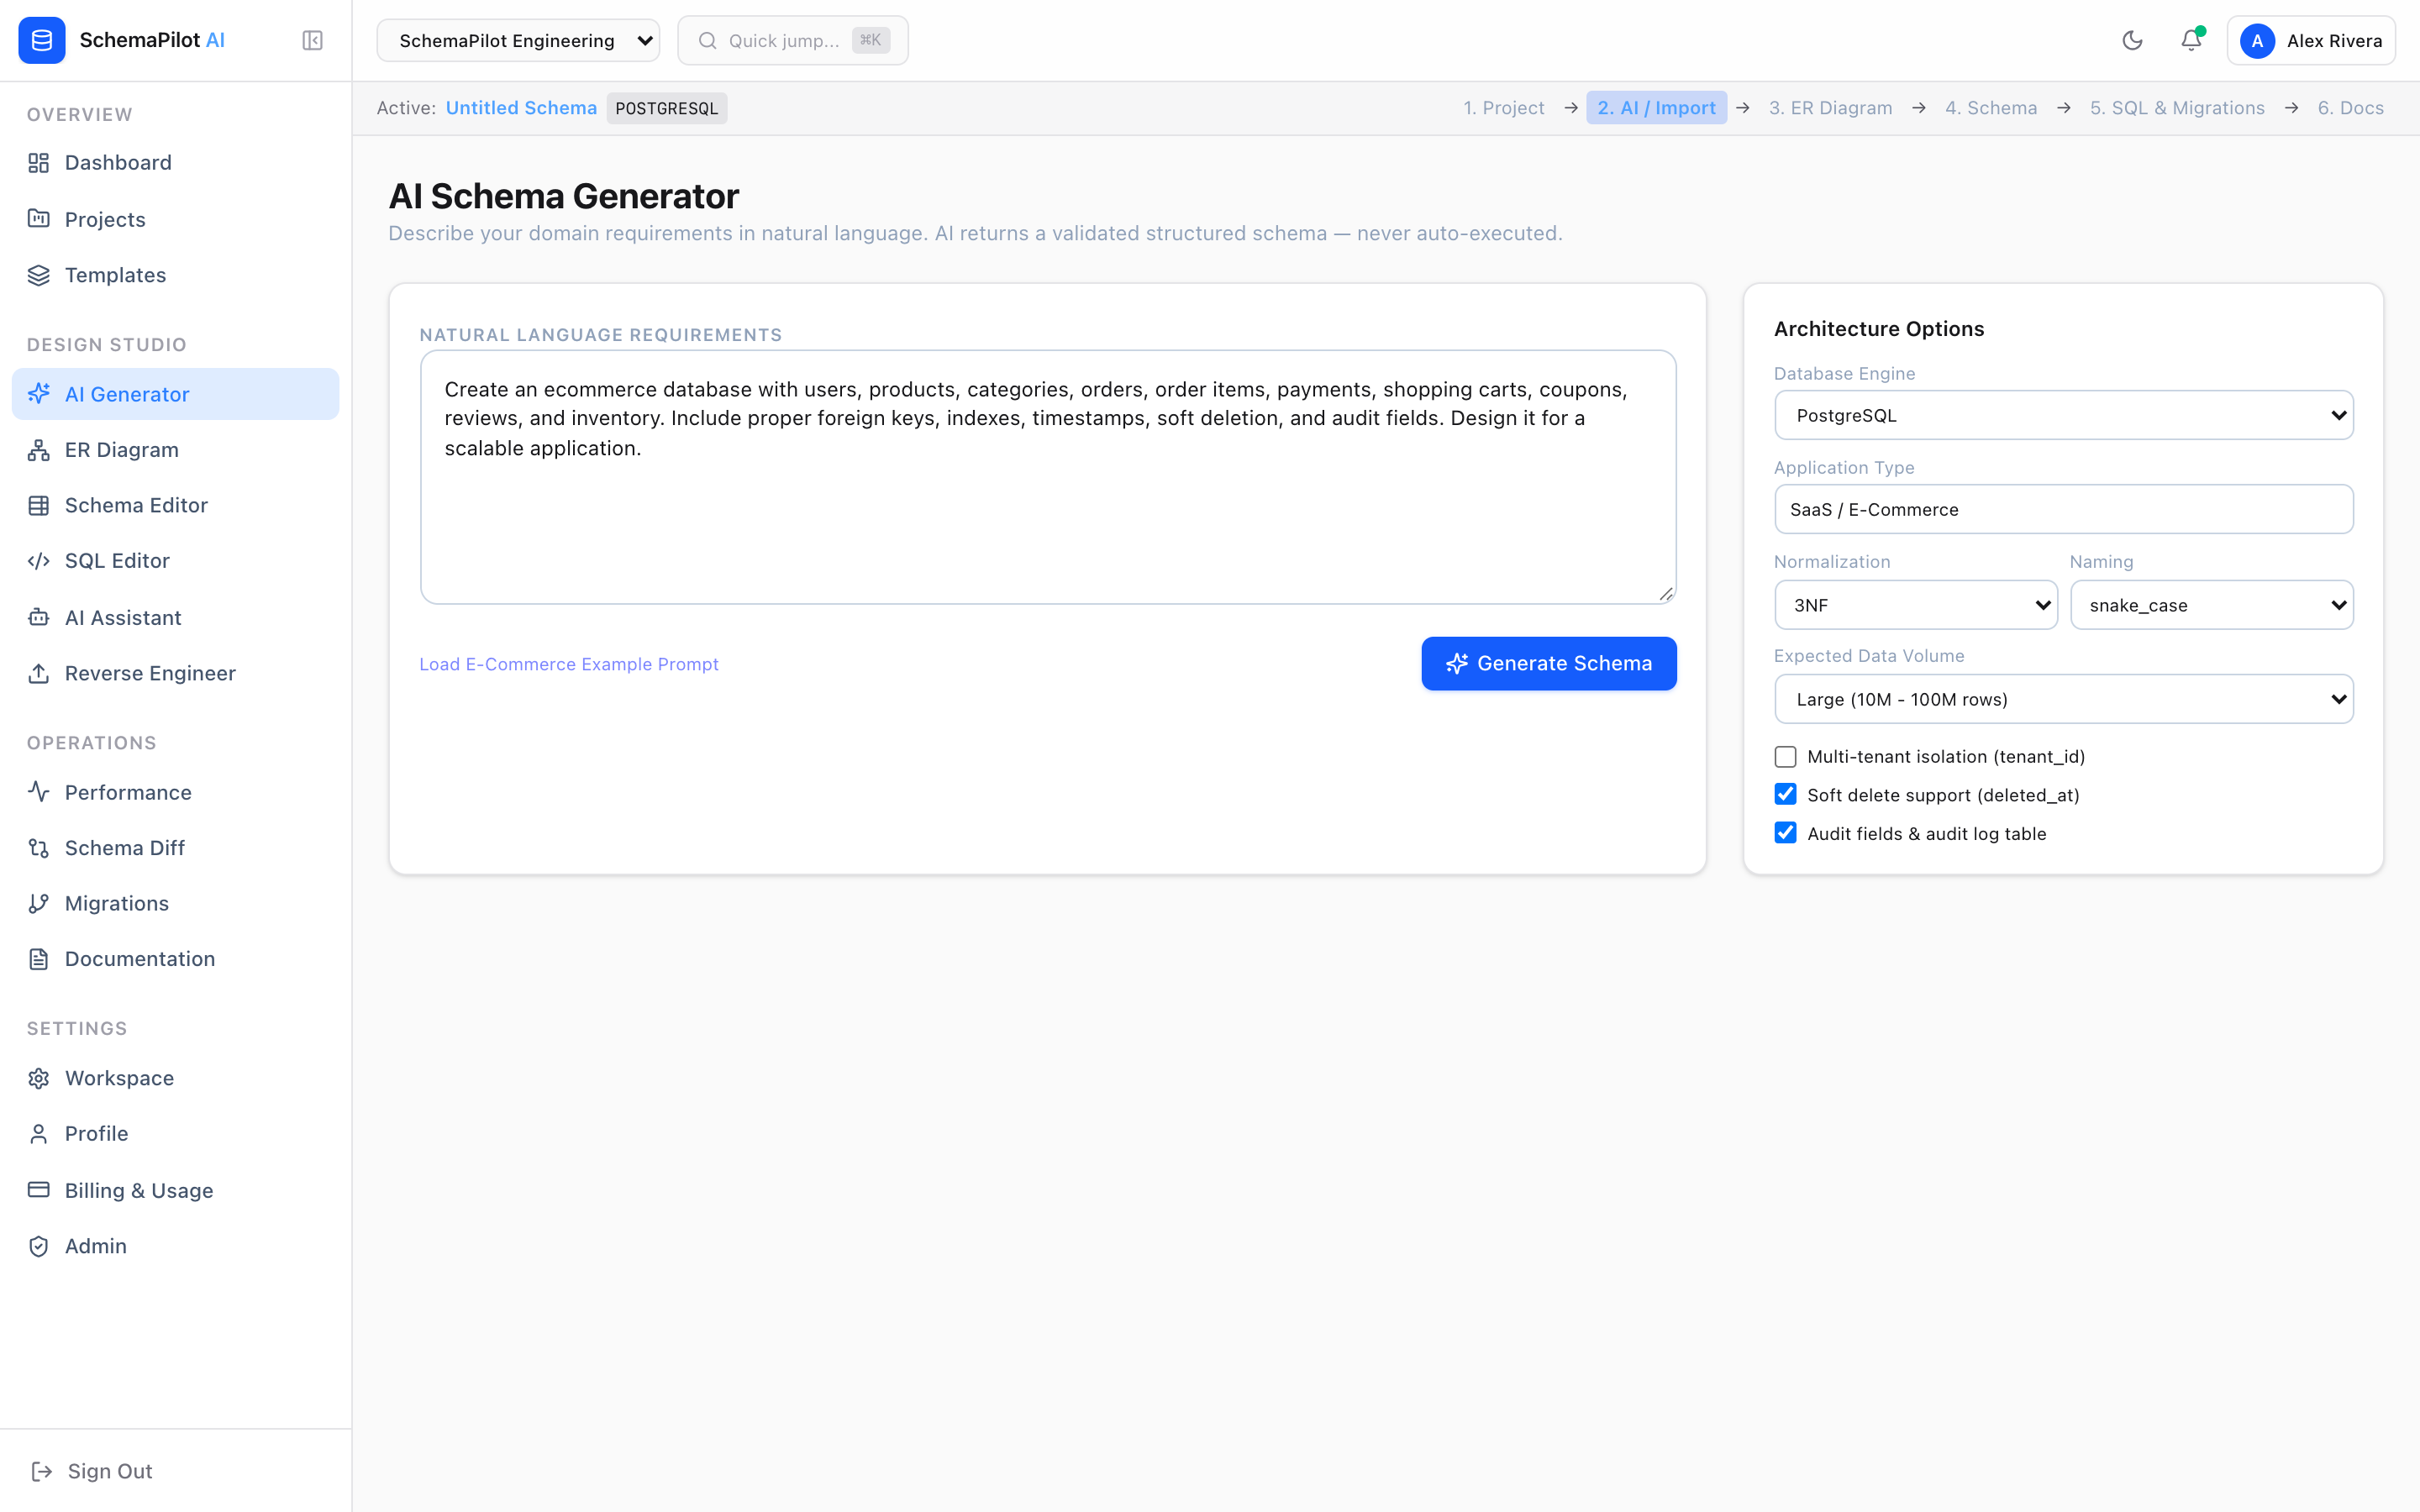 SchemaPilot AI
SchemaPilot Engineering
Quick jump... ⌘K
A Alex Rivera
OVERVIEW
Dashboard
Projects
Templates
DESIGN STUDIO
AI Generator
ER Diagram
Schema Editor
SQL Editor
AI Assistant
Reverse Engineer
OPERATIONS
Performance
Schema Diff
Migrations
Documentation
SETTINGS
Workspace
Profile
Billing & Usage
Admin
Sign Out
Active: Untitled Schema POSTGRESQL
1. Project → 2. AI / Import → 3. ER Diagram → 4. Schema → 5. SQL & Migrations → 6. Docs
AI Schema Generator
Describe your domain requirements in natural language. AI returns a validated structured schema — never auto-executed.
NATURAL LANGUAGE REQUIREMENTS
Create an ecommerce database with users, products, categories, orders, order items, payments, shopping carts, coupons,
reviews, and inventory. Include proper foreign keys, indexes, timestamps, soft deletion, and audit fields. Design it for a
scalable application.
Load E-Commerce Example Prompt
Generate Schema
Architecture Options
Database Engine
PostgreSQL
Application Type
SaaS / E-Commerce
Normalization Naming
3NF snake_case
Expected Data Volume
Large (10M - 100M rows)
Multi-tenant isolation (tenant_id)
Soft delete support (deleted_at)
Audit fields & audit log table